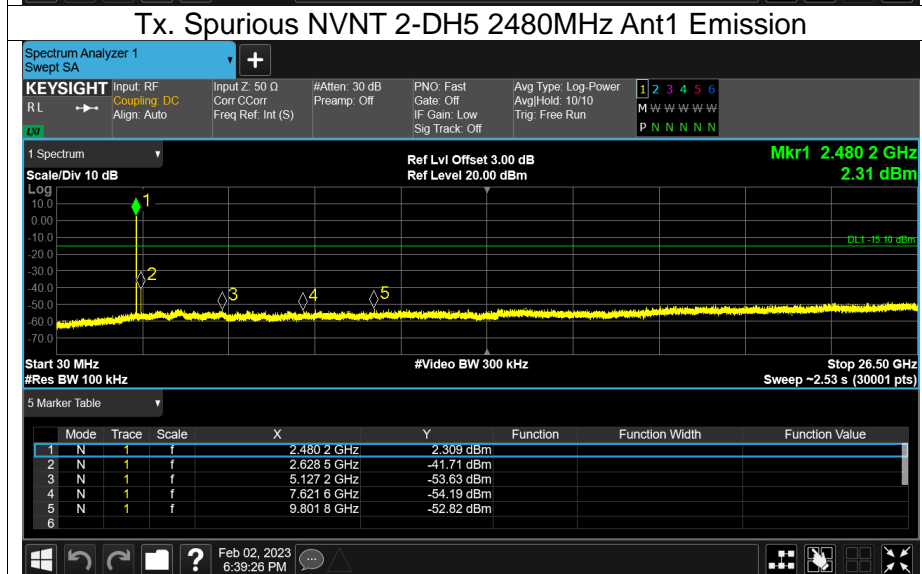 Tx. Spurious NVNT 2-DH5 2480MHz Ant1 Emission
Spectrum Analyzer 1
Swept SA
+
KEYSIGHT Input: RF Input Z: 50 Ω #Atten: 30 dB PNO: Fast Avg Type: Log-Power 1 2 3 4 5 6
R L Coupling: DC Corr CCorr Preamp: Off Gate: Off Avg|Hold: 10/10 M W W W W W
Align: Auto Freq Ref: Int (S) IF Gain: Low Trig: Free Run
LXI Sig Track: Off P N N N N N
1 Spectrum Ref Lvl Offset 3.00 dB Mkr1 2.480 2 GHz
Scale/Div 10 dB Ref Level 20.00 dBm 2.31 dBm
Log
10.0 1
0.00
-10.0 DL1 -15.10 dBm
-20.0
-30.0 2
-40.0
-50.0 3 4 5
-60.0
-70.0
Start 30 MHz #Video BW 300 kHz Stop 26.50 GHz
#Res BW 100 kHz Sweep ~2.53 s (30001 pts)
5 Marker Table
Mode Trace Scale X Y Function Function Width Function Value
1 N 1 f 2.480 2 GHz 2.309 dBm
2 N 1 f 2.628 5 GHz -41.71 dBm
3 N 1 f 5.127 2 GHz -53.63 dBm
4 N 1 f 7.621 6 GHz -54.19 dBm
5 N 1 f 9.801 8 GHz -52.82 dBm
6
? Feb 02, 2023
6:39:26 PM